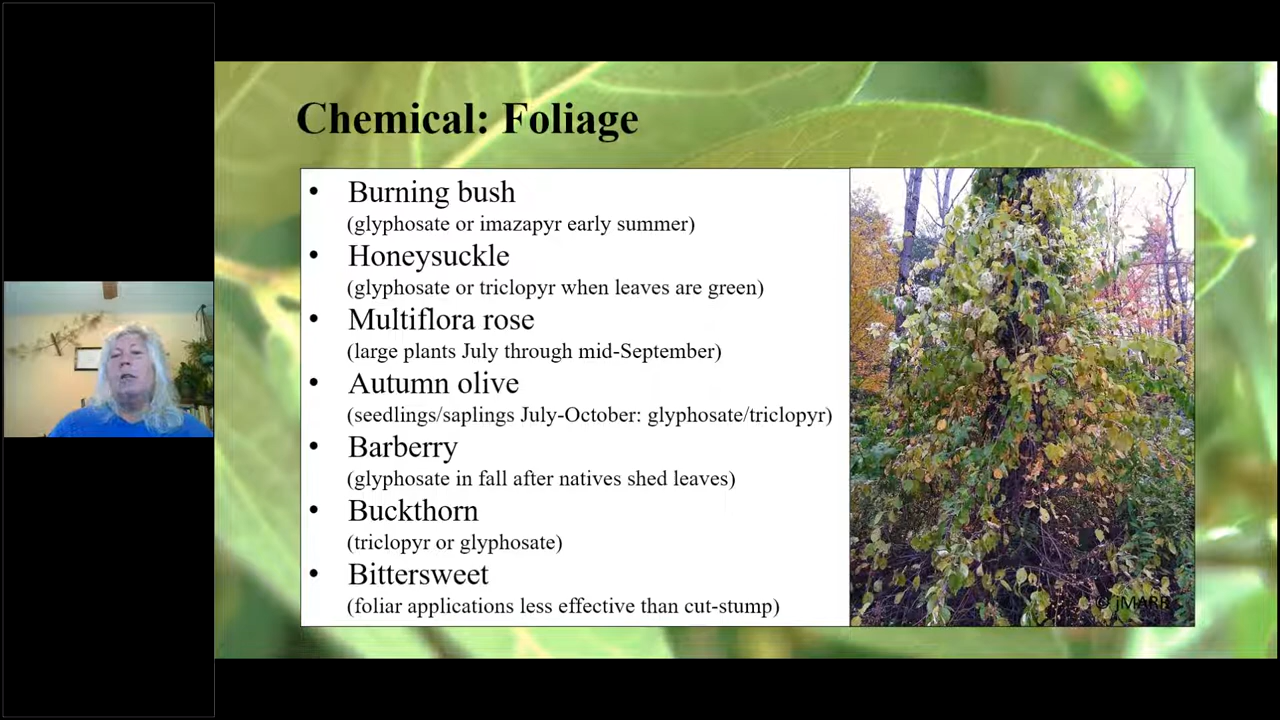 Chemical: Foliage
• Burning bush
(glyphosate or imazapyr early summer)
• Honeysuckle
(glyphosate or triclopyr when leaves are green)
• Multiflora rose
(large plants July through mid-September)
• Autumn olive
(seedlings/saplings July-October: glyphosate/triclopyr)
• Barberry
(glyphosate in fall after natives shed leaves)
• Buckthorn
(triclopyr or glyphosate)
• Bittersweet
(foliar applications less effective than cut-stump)
© jMARR